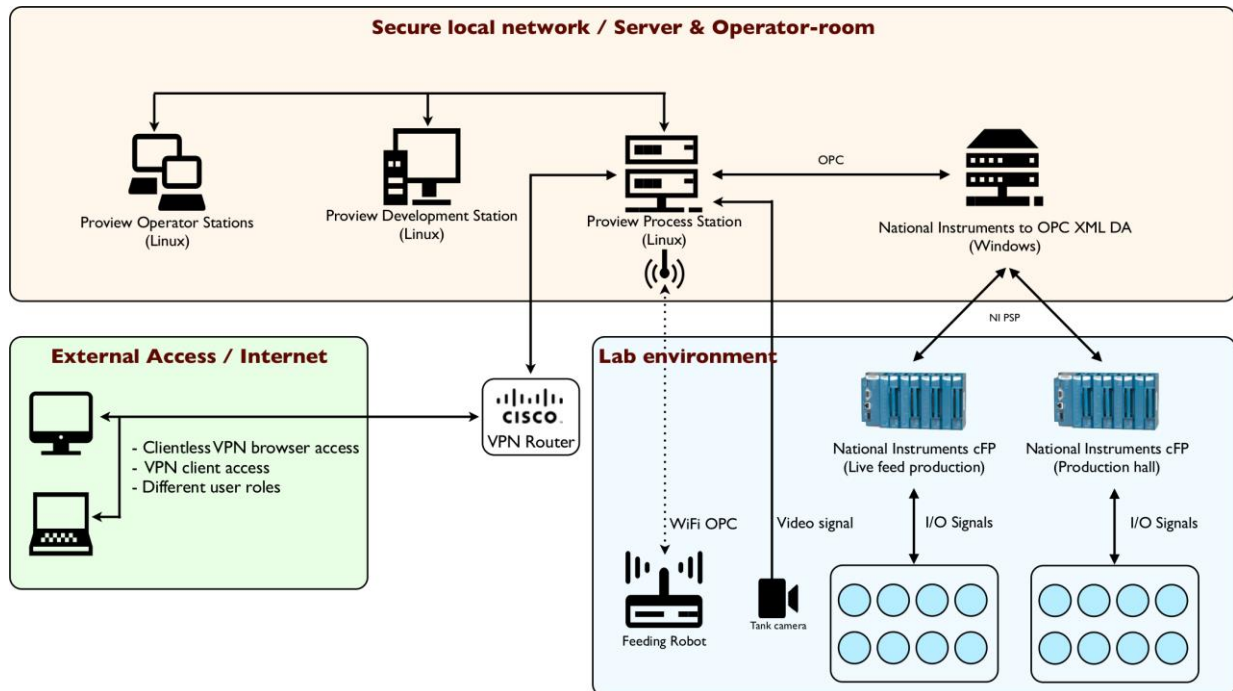 Secure local network / Server & Operator-room
Proview Operator Stations
(Linux)
Proview Development Station
(Linux)
Proview Process Station
(Linux)
OPC
National Instruments to OPC XML DA
(Windows)
NI PSP
External Access / Internet
- Clientless VPN browser access
- VPN client access
- Different user roles
CISCO.
VPN Router
Lab environment
National Instruments cFP
(Live feed production)
National Instruments cFP
(Production hall)
WiFi OPC
Video signal
I/O Signals
I/O Signals
Feeding Robot
Tank camera